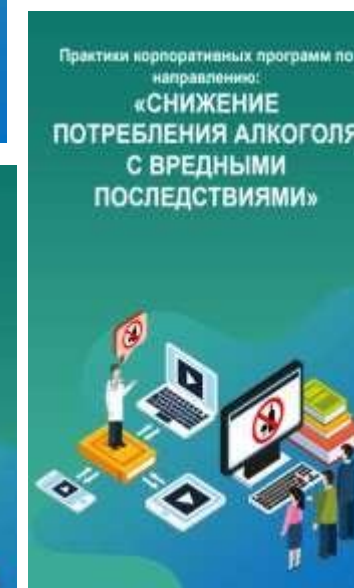 Практики корпоративных программ по
направлению:
«СНИЖЕНИЕ
ПОТРЕБЛЕНИЯ АЛКОГОЛЯ
С ВРЕДНЫМИ
ПОСЛЕДСТВИЯМИ»